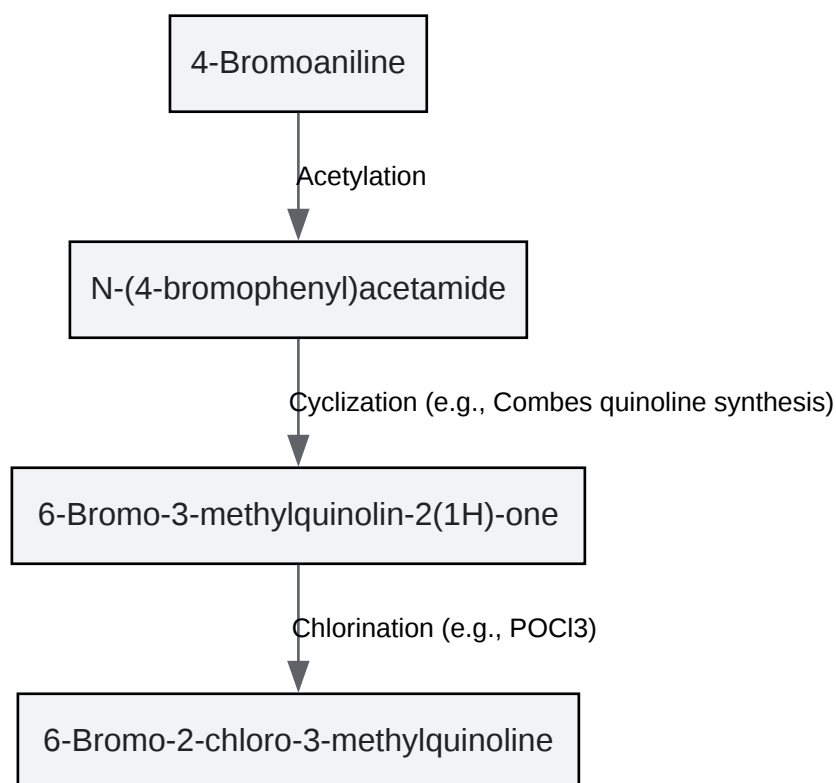 4-Bromoaniline
Acetylation
N-(4-bromophenyl)acetamide
Cyclization (e.g., Combes quinoline synthesis)
6-Bromo-3-methylquinolin-2(1H)-one
Chlorination (e.g., POCl3)
6-Bromo-2-chloro-3-methylquinoline